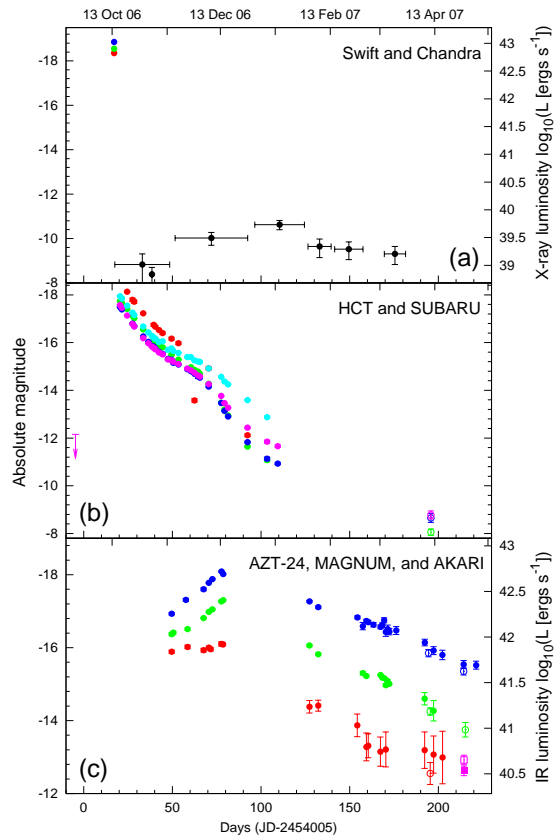 13 Oct 06 13 Dec 06 13 Feb 07 13 Apr 07
Swift and Chandra
-18
-16
-14
-12
-10
-8
43
42.5
42
41.5
41
40.5
40
39.5
39
X-ray luminosity log10(L [ergs s-1])
(a)
HCT and SUBARU
-18
-16
-14
-12
-10
-8
Absolute magnitude
(b)
AZT-24, MAGNUM, and AKARI
-18
-16
-14
-12
43
42.5
42
41.5
41
40.5
IR luminosity log10(L [ergs s-1])
(c)
0 50 100 150 200
Days (JD-2454005)